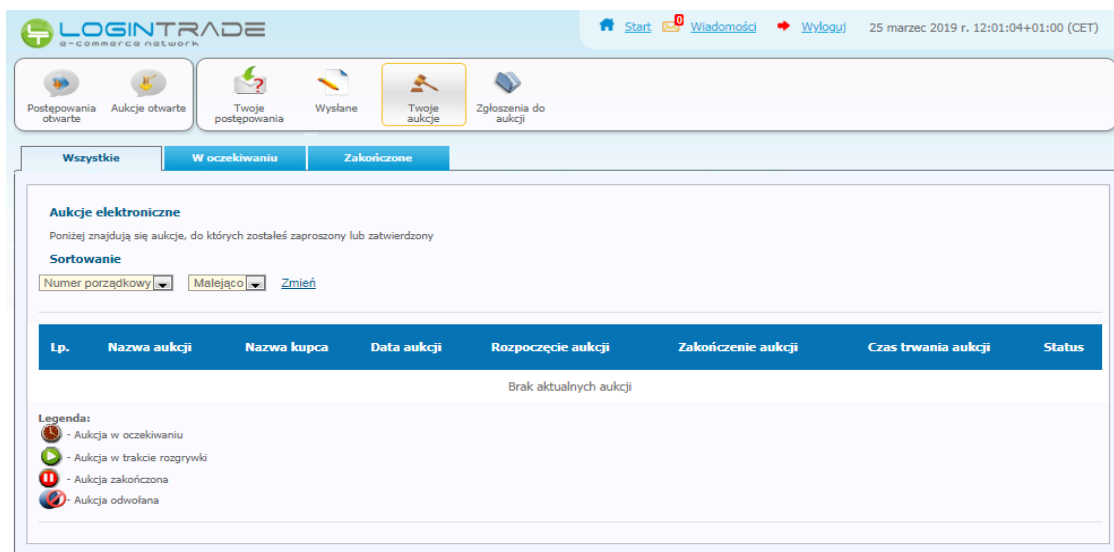 LOGINTRADE
e-commerce network
Start 0 Wiadomości Wyloguj 25 marzec 2019 r. 12:01:04+01:00 (CET)
Postępowania otwarte
Aukcje otwarte
Twoje postępowania
Wysłane
Twoje aukcje
Zgłoszenia do aukcji
Wszystkie W oczekiwaniu Zakończone
Aukcje elektroniczne
Poniżej znajdują się aukcje, do których zostałeś zaproszony lub zatwierdzony
Sortowanie
Numer porządkowy Malejąco Zmień
Lp. Nazwa aukcji Nazwa kupca Data aukcji Rozpoczęcie aukcji Zakończenie aukcji Czas trwania aukcji Status
Brak aktualnych aukcji
Legenda:
- Aukcja w oczekiwaniu
- Aukcja w trakcie rozgrywki
- Aukcja zakończona
- Aukcja odwołana